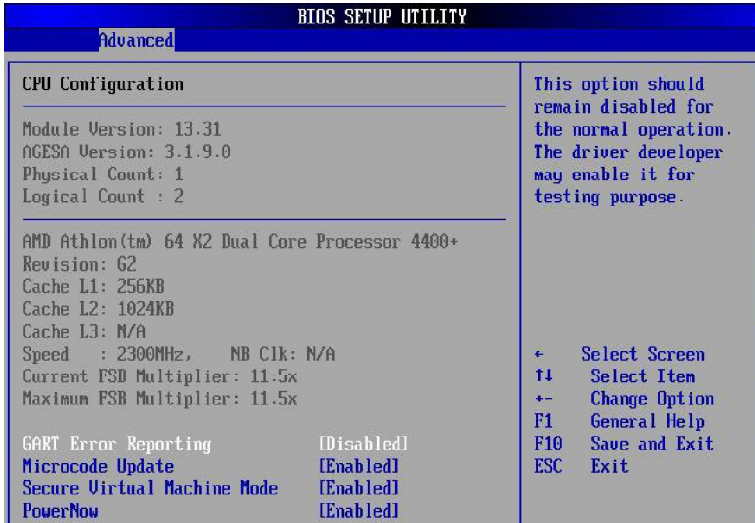 BIOS SETUP UTILITY
Advanced
CPU Configuration
Module Version: 13.31
AGESA Version: 3.1.9.0
Physical Count: 1
Logical Count : 2
AMD Athlon(tm) 64 X2 Dual Core Processor 4400+
Revision: G2
Cache L1: 256KB
Cache L2: 1024KB
Cache L3: N/A
Speed : 2300MHz, NB Clk: N/A
Current FSB Multiplier: 11.5x
Maximum FSB Multiplier: 11.5x
GART Error Reporting [Disabled]
Microcode Update [Enabled]
Secure Virtual Machine Mode [Enabled]
PowerNow [Enabled]
This option should
remain disabled for
the normal operation.
The driver developer
may enable it for
testing purpose.
← Select Screen
↑↓ Select Item
+- Change Option
F1 General Help
F10 Save and Exit
ESC Exit